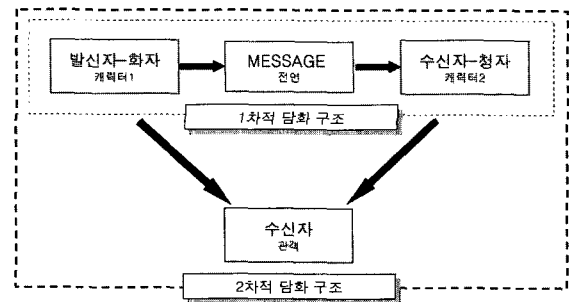 발신자-화자
캐릭터1
MESSAGE
전언
수신자-청자
캐릭터2
1차적 담화 구조
수신자
관객
2차적 담화 구조